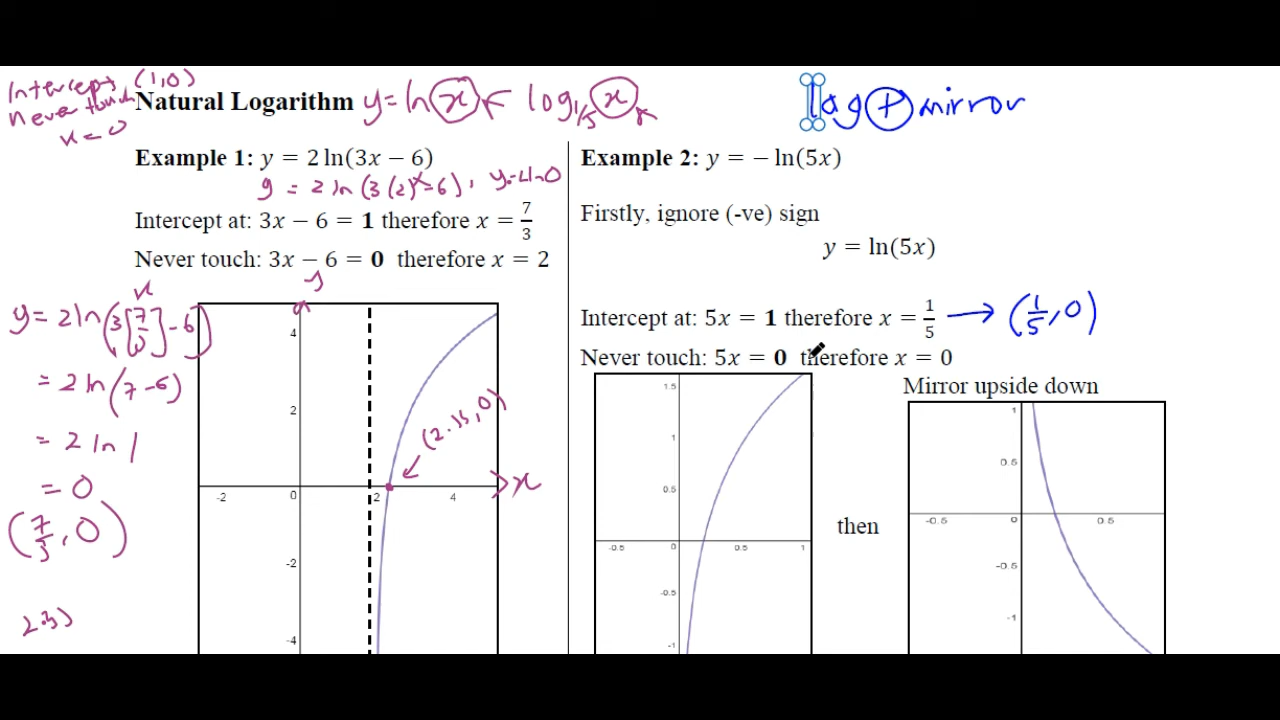 Intercept (1,0)
never touch
x = 0
Natural Logarithm y = ln x ← log₁/₅ x
log + mirror
Example 1: y = 2 ln(3x − 6)
y = 2 ln (3(2) − 6),
Intercept at: 3x − 6 = 1 therefore x = 7/3
Never touch: 3x − 6 = 0 therefore x = 2
x
y
y = 2 ln (3[7/3] − 6)
= 2 ln (7 − 6)
= 2 ln 1
= 0
(7/3, 0)
4
2
(2.33, 0)
-2 0 2 4 x
-2
-4
2.33
Example 2: y = − ln(5x)
Firstly, ignore (-ve) sign
y = ln(5x)
Intercept at: 5x = 1 therefore x = 1/5 → (1/5, 0)
Never touch: 5x = 0 therefore x = 0
1.5
1
0.5
-0.5 0 0.5 1
-0.5
-1
then
Mirror upside down
1
0.5
-0.5 0 0.5
-0.5
-1